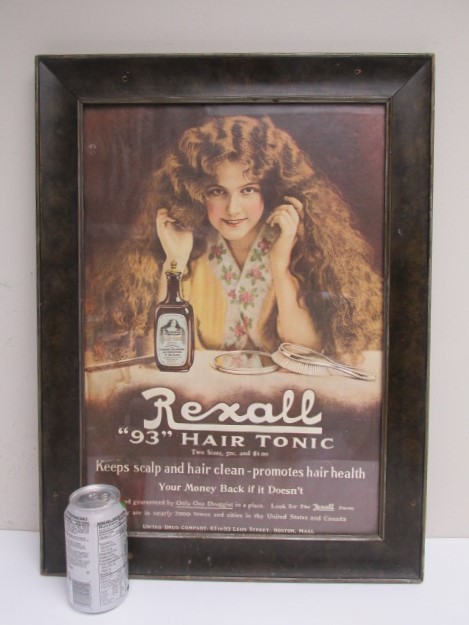 Rexall
"93" HAIR TONIC
Two Sizes, 50c. and $1.00
Keeps scalp and hair clean - promotes hair health
Your Money Back if it Doesn't
guaranteed by Only One Druggist in a place. Look for The Rexall
in nearly 7000 towns and cities in the United States and Canada
UNITED DRUG COMPANY, LEON STREET, BOSTON, MASS.